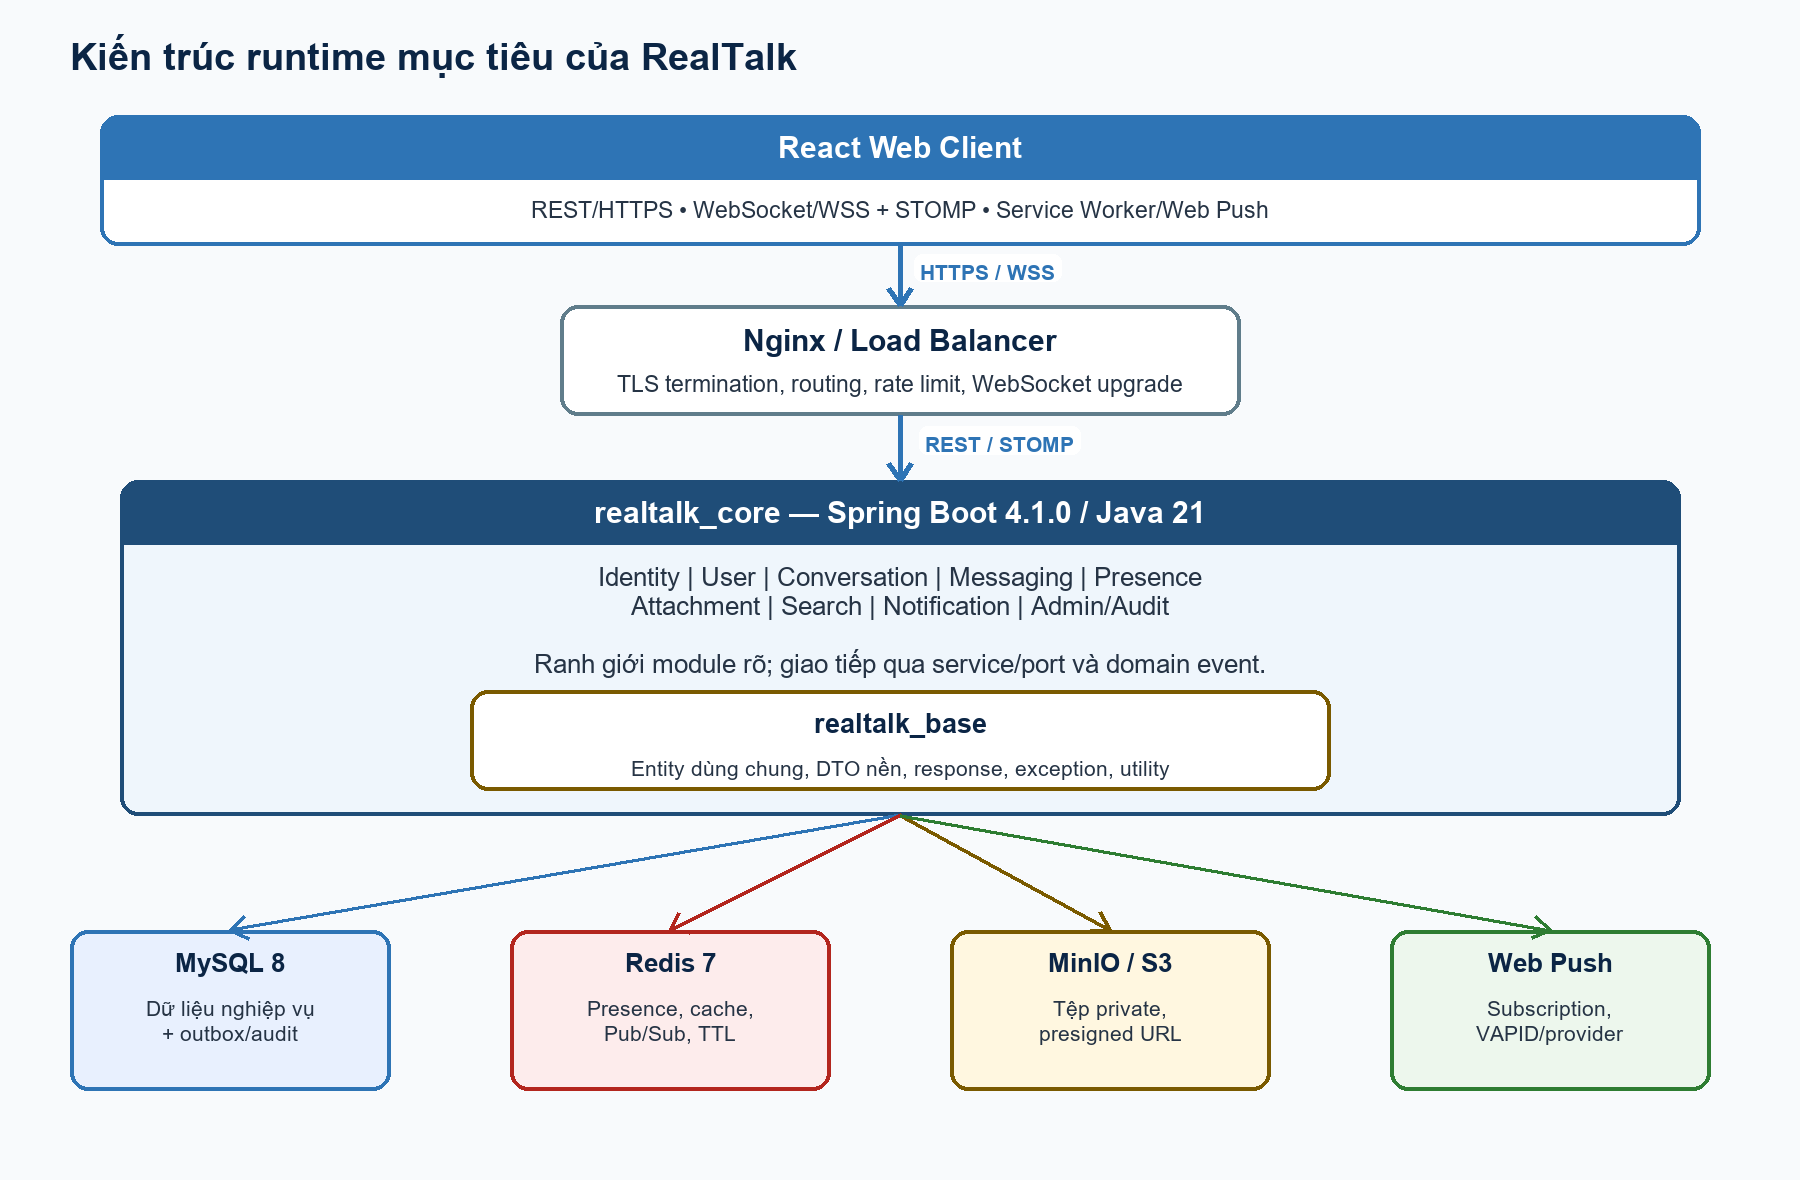 Kiến trúc runtime mục tiêu của RealTalk
React Web Client
REST/HTTPS • WebSocket/WSS + STOMP • Service Worker/Web Push
HTTPS / WSS
Nginx / Load Balancer
TLS termination, routing, rate limit, WebSocket upgrade
REST / STOMP
realtalk_core — Spring Boot 4.1.0 / Java 21
Identity | User | Conversation | Messaging | Presence
Attachment | Search | Notification | Admin/Audit
Ranh giới module rõ; giao tiếp qua service/port và domain event.
realtalk_base
Entity dùng chung, DTO nền, response, exception, utility
MySQL 8
Dữ liệu nghiệp vụ
+ outbox/audit
Redis 7
Presence, cache,
Pub/Sub, TTL
MinIO / S3
Tệp private,
presigned URL
Web Push
Subscription,
VAPID/provider